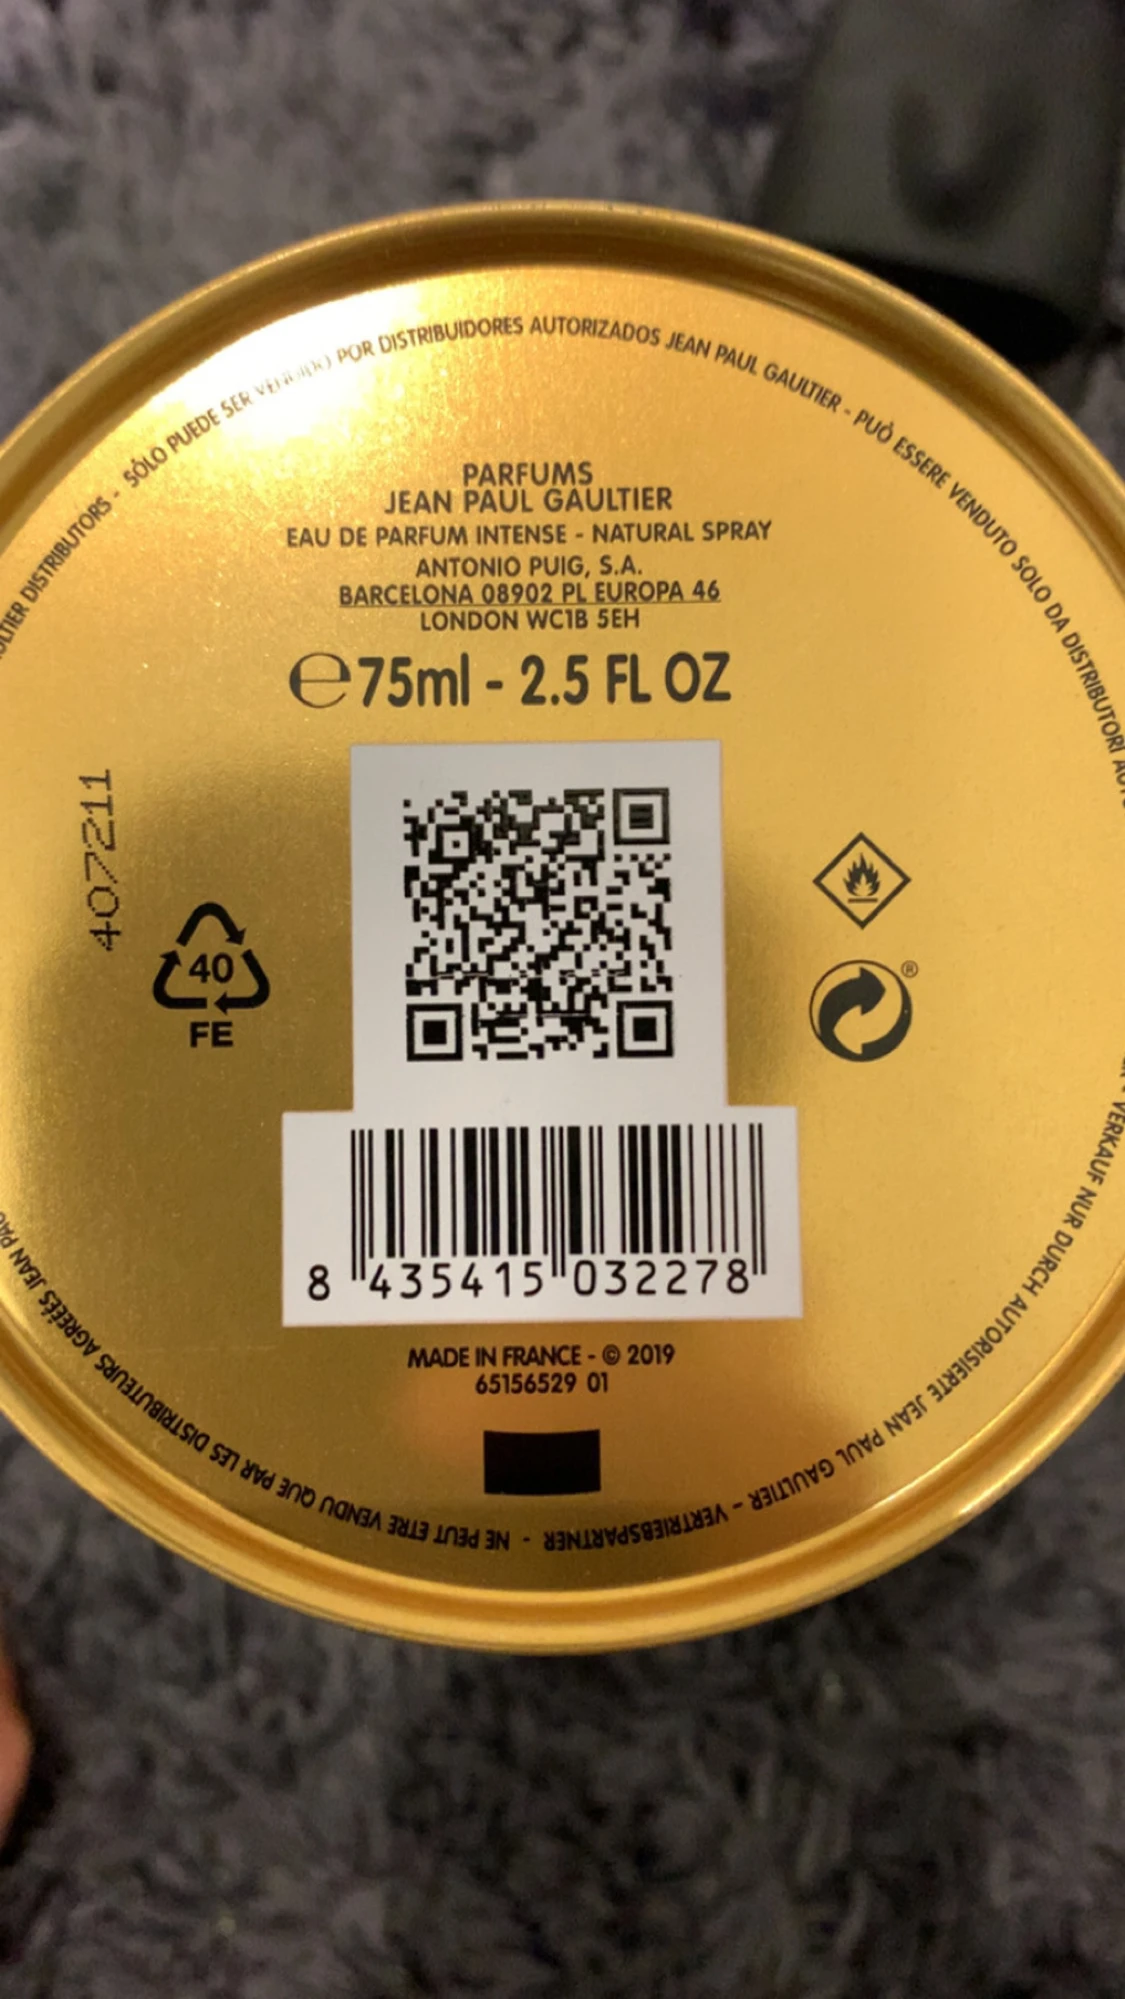 DISTRIBUTORS - SÓLO PUEDE SER VENDIDO POR DISTRIBUIDORES AUTORIZADOS JEAN PAUL GAULTIER - PUÒ ESSERE VENDUTO SOLO DA DISTRIBUTORI
PARFUMS
JEAN PAUL GAULTIER
EAU DE PARFUM INTENSE - NATURAL SPRAY
ANTONIO PUIG, S.A.
BARCELONA 08902 PL EUROPA 46
LONDON WC1B 5EH
℮75ml - 2.5 FL OZ
407211
40
FE
®
8 435415 032278
MADE IN FRANCE - © 2019
65156529 01
VERKAUF NUR DURCH AUTORISIERTE JEAN PAUL GAULTIER - VERTRIEBSPARTNER - NE PEUT ETRE VENDU QUE PAR LES DISTRIBUTEURS AGREÉS JEAN